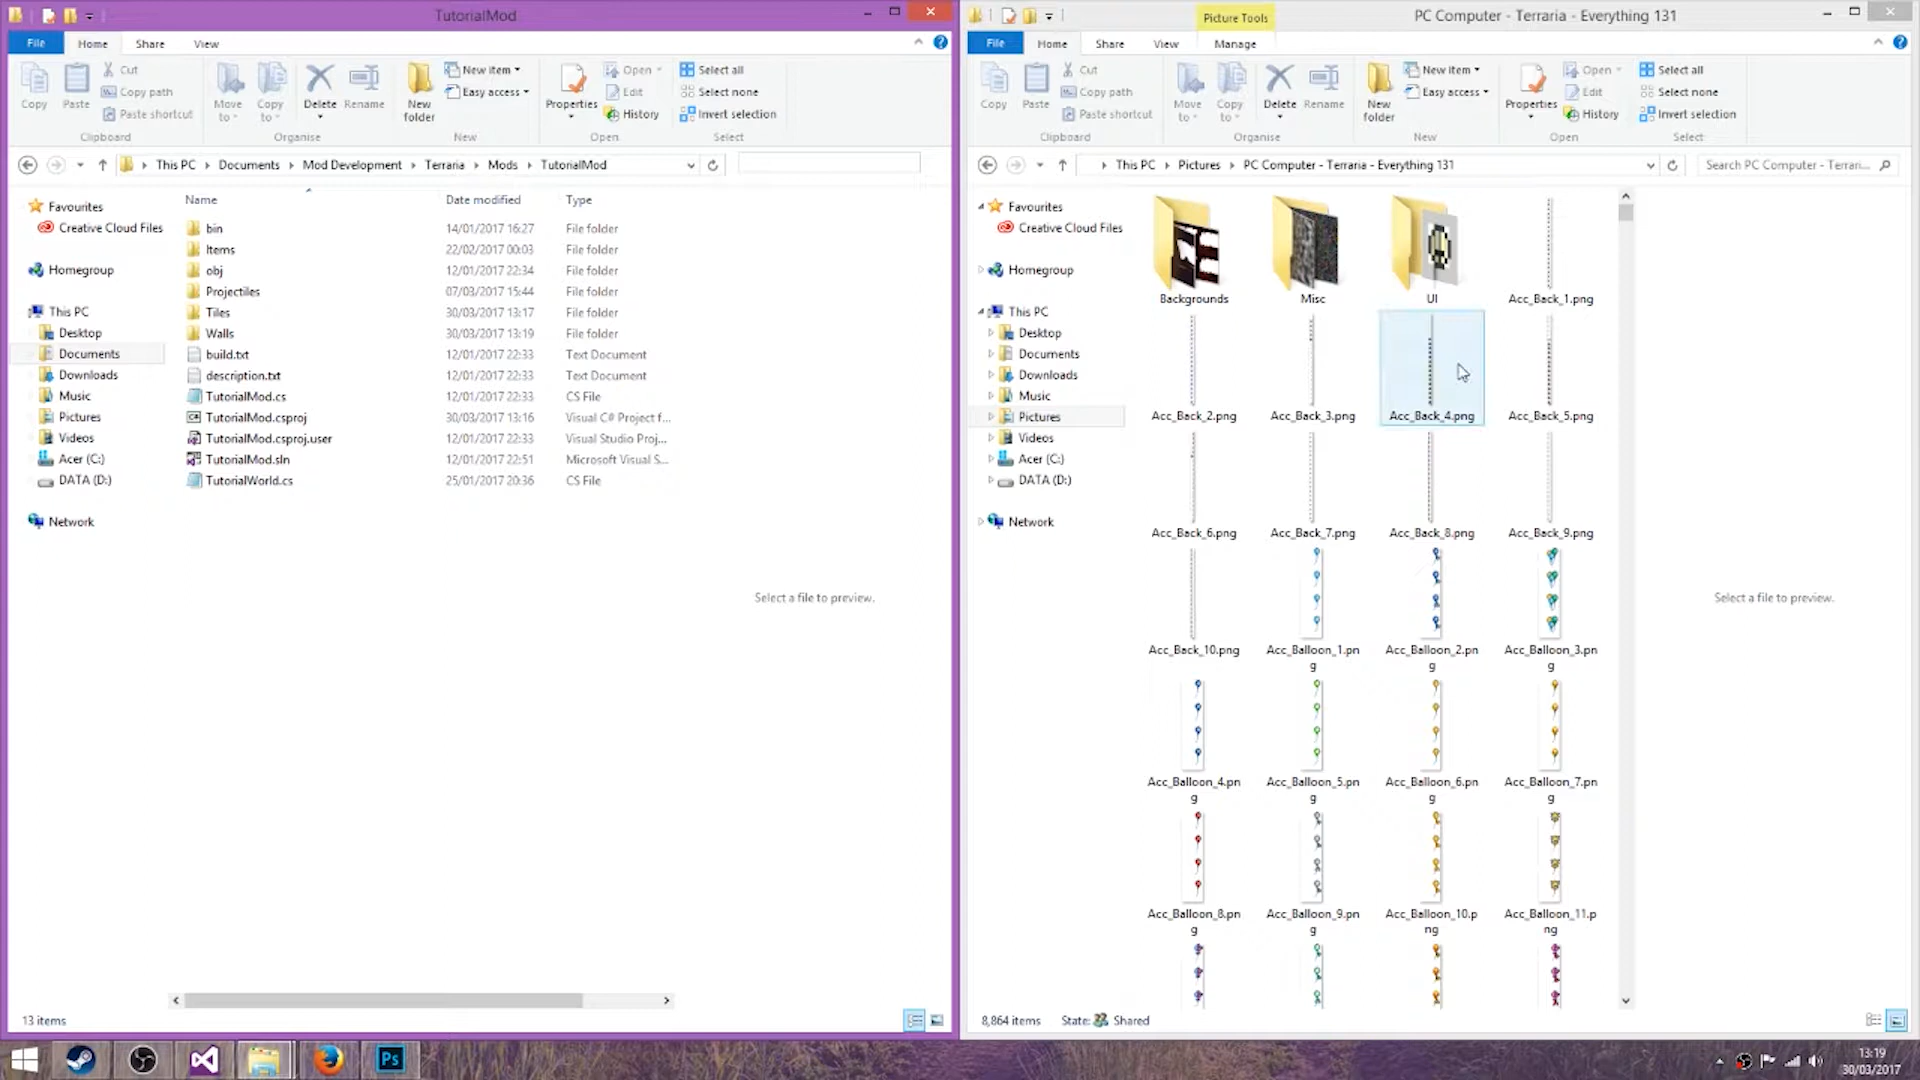 TutorialMod
File Home Share View
Copy Paste Cut Copy path Paste shortcut
Move to Copy to Delete Rename
New folder New item Easy access
Properties Open Edit History
Select all Select none Invert selection
Clipboard Organise New Open Select
This PC Documents Mod Development Terraria Mods TutorialMod
Favourites
Creative Cloud Files
Homegroup
This PC
Desktop
Documents
Downloads
Music
Pictures
Videos
Acer (C:)
DATA (D:)
Network
Name Date modified Type
bin 14/01/2017 16:27 File folder
Items 22/02/2017 00:03 File folder
obj 12/01/2017 22:34 File folder
Projectiles 07/03/2017 15:44 File folder
Tiles 30/03/2017 13:17 File folder
Walls 30/03/2017 13:19 File folder
build.txt 12/01/2017 22:33 Text Document
description.txt 12/01/2017 22:33 Text Document
TutorialMod.cs 12/01/2017 22:33 CS File
TutorialMod.csproj 30/03/2017 13:16 Visual C# Project f...
TutorialMod.csproj.user 12/01/2017 22:33 Visual Studio Proj...
TutorialMod.sln 12/01/2017 22:51 Microsoft Visual S...
TutorialWorld.cs 25/01/2017 20:36 CS File
Select a file to preview.
13 items
Picture Tools PC Computer - Terraria - Everything 131
File Home Share View Manage
Copy Paste Cut Copy path Paste shortcut
Move to Copy to Delete Rename
New folder New item Easy access
Properties Open Edit History
Select all Select none Invert selection
Clipboard Organise New Open Select
This PC Pictures PC Computer - Terraria - Everything 131 Search PC Computer - Terran...
Favourites
Creative Cloud Files
Homegroup
This PC
Desktop
Documents
Downloads
Music
Pictures
Videos
Acer (C:)
DATA (D:)
Network
Backgrounds Misc UI Acc_Back_1.png
Acc_Back_2.png Acc_Back_3.png Acc_Back_4.png Acc_Back_5.png
Acc_Back_6.png Acc_Back_7.png Acc_Back_8.png Acc_Back_9.png
Acc_Back_10.png Acc_Balloon_1.png Acc_Balloon_2.png Acc_Balloon_3.png
Acc_Balloon_4.png Acc_Balloon_5.png Acc_Balloon_6.png Acc_Balloon_7.png
Acc_Balloon_8.png Acc_Balloon_9.png Acc_Balloon_10.png Acc_Balloon_11.png
Select a file to preview.
8,864 items State: Shared
Ps
13:19
30/03/2017